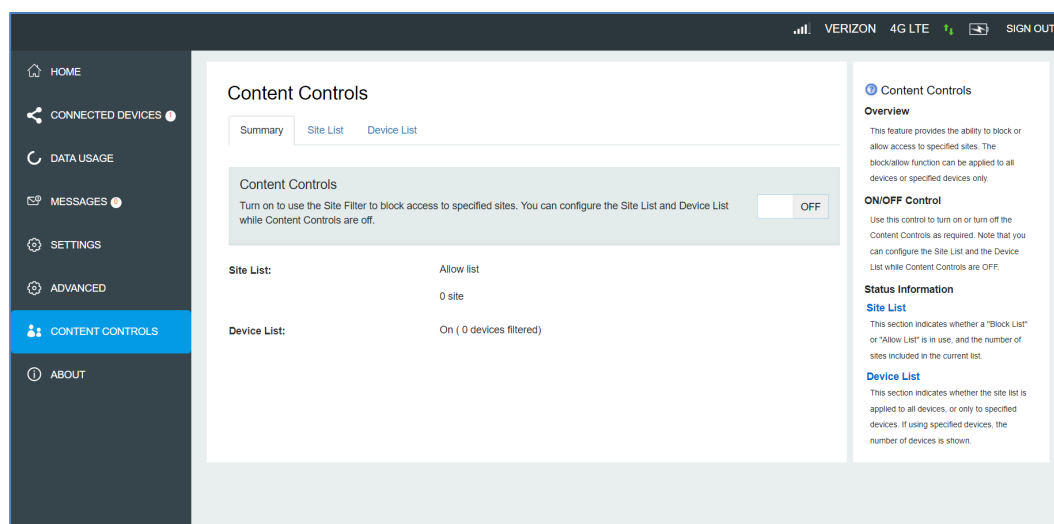 VERIZON 4G LTE SIGN OUT
HOME
CONNECTED DEVICES 1
DATA USAGE
MESSAGES 0
SETTINGS
ADVANCED
CONTENT CONTROLS
ABOUT
Content Controls
Summary Site List Device List
Content Controls
Turn on to use the Site Filter to block access to specified sites. You can configure the Site List and Device List
while Content Controls are off.
OFF
Site List: Allow list
0 site
Device List: On ( 0 devices filtered)
Content Controls
Overview
This feature provides the ability to block or
allow access to specified sites. The
block/allow function can be applied to all
devices or specified devices only.
ON/OFF Control
Use this control to turn on or turn off the
Content Controls as required. Note that you
can configure the Site List and the Device
List while Content Controls are OFF.
Status Information
Site List
This section indicates whether a "Block List"
or "Allow List" is in use, and the number of
sites included in the current list.
Device List
This section indicates whether the site list is
applied to all devices, or only to specified
devices. If using specified devices, the
number of devices is shown.